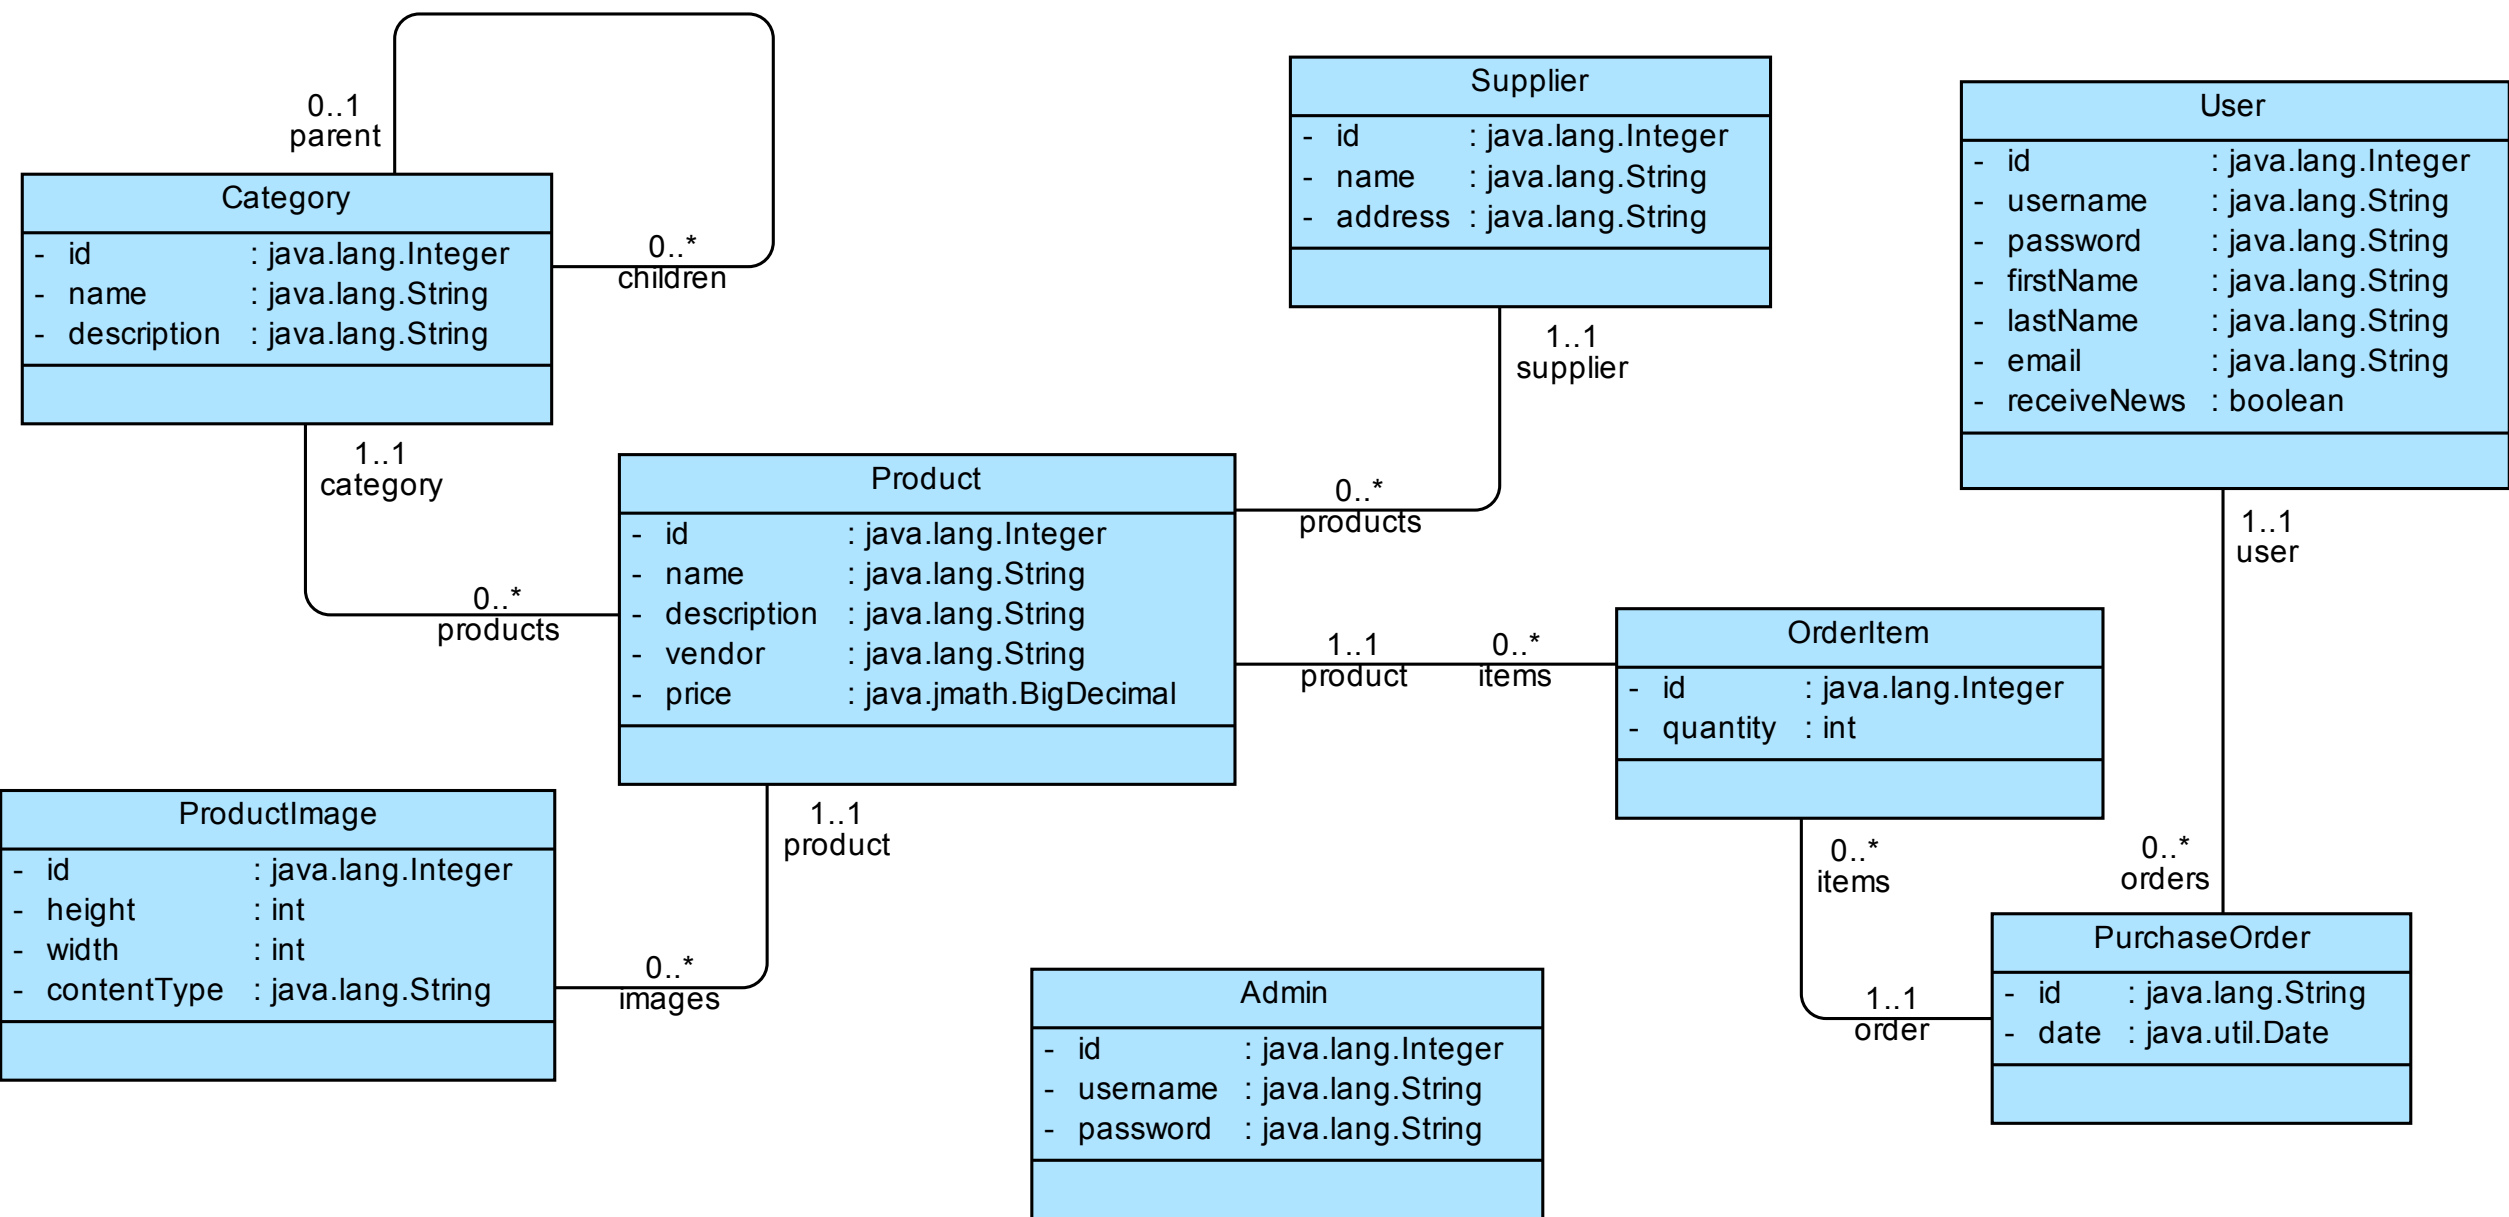 0..1
parent
0..*
children
Category
- id : java.lang.Integer
- name : java.lang.String
- description : java.lang.String
1..1
category
0..*
products
Supplier
- id : java.lang.Integer
- name : java.lang.String
- address : java.lang.String
1..1
supplier
0..*
products
User
- id : java.lang.Integer
- username : java.lang.String
- password : java.lang.String
- firstName : java.lang.String
- lastName : java.lang.String
- email : java.lang.String
- receiveNews : boolean
1..1
user
0..*
orders
Product
- id : java.lang.Integer
- name : java.lang.String
- description : java.lang.String
- vendor : java.lang.String
- price : java.jmath.BigDecimal
1..1
product
0..*
items
OrderItem
- id : java.lang.Integer
- quantity : int
0..*
items
1..1
order
ProductImage
- id : java.lang.Integer
- height : int
- width : int
- contentType : java.lang.String
1..1
product
0..*
images
Admin
- id : java.lang.Integer
- username : java.lang.String
- password : java.lang.String
PurchaseOrder
- id : java.lang.String
- date : java.util.Date